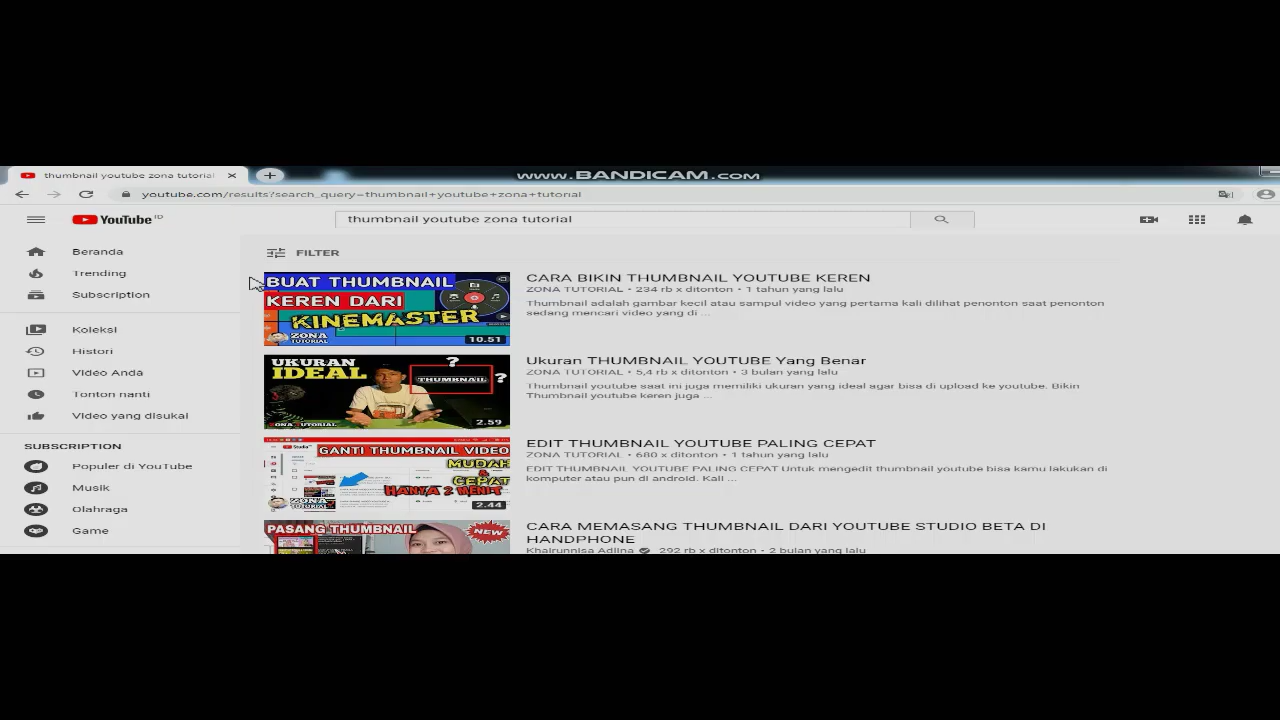 thumbnail youtube zona tutorial
www.BANDICAM.com
youtube.com/results?search_query=thumbnail+youtube+zona+tutorial
YouTube ID
thumbnail youtube zona tutorial
Beranda
Trending
Subscription
Koleksi
Histori
Video Anda
Tonton nanti
Video yang disukai
SUBSCRIPTION
Populer di YouTube
Musik
Olahraga
Game
FILTER
BUAT THUMBNAIL
KEREN DARI
KINEMASTER
ZONA
TUTORIAL
10.51
CARA BIKIN THUMBNAIL YOUTUBE KEREN
ZONA TUTORIAL • 234 rb x ditonton • 1 tahun yang lalu
Thumbnail adalah gambar kecil atau sampul video yang pertama kali dilihat penonton saat penonton
sedang mencari video yang di ...
UKURAN
IDEAL
?
THUMBNAIL
?
ZONA TUTORIAL
2.59
Ukuran THUMBNAIL YOUTUBE Yang Benar
ZONA TUTORIAL • 5,4 rb x ditonton • 3 bulan yang lalu
Thumbnail youtube saat ini juga memiliki ukuran yang ideal agar bisa di upload ke youtube. Bikin
Thumbnail youtube keren juga ...
Studio
GANTI THUMBNAIL VIDEO
MUDAH
&
CEPAT
HANYA 2 MENIT
ZONA
TUTORIAL
2.44
EDIT THUMBNAIL YOUTUBE PALING CEPAT
ZONA TUTORIAL • 680 x ditonton • 1 tahun yang lalu
EDIT THUMBNAIL YOUTUBE PALING CEPAT Untuk mengedit thumbnail youtube bisa kamu lakukan di
komputer atau pun di android. Kali ...
PASANG THUMBNAIL
NEW
CARA MEMASANG THUMBNAIL DARI YOUTUBE STUDIO BETA DI
HANDPHONE
Khairunnisa Adlina 292 rb x ditonton • 2 bulan yang lalu